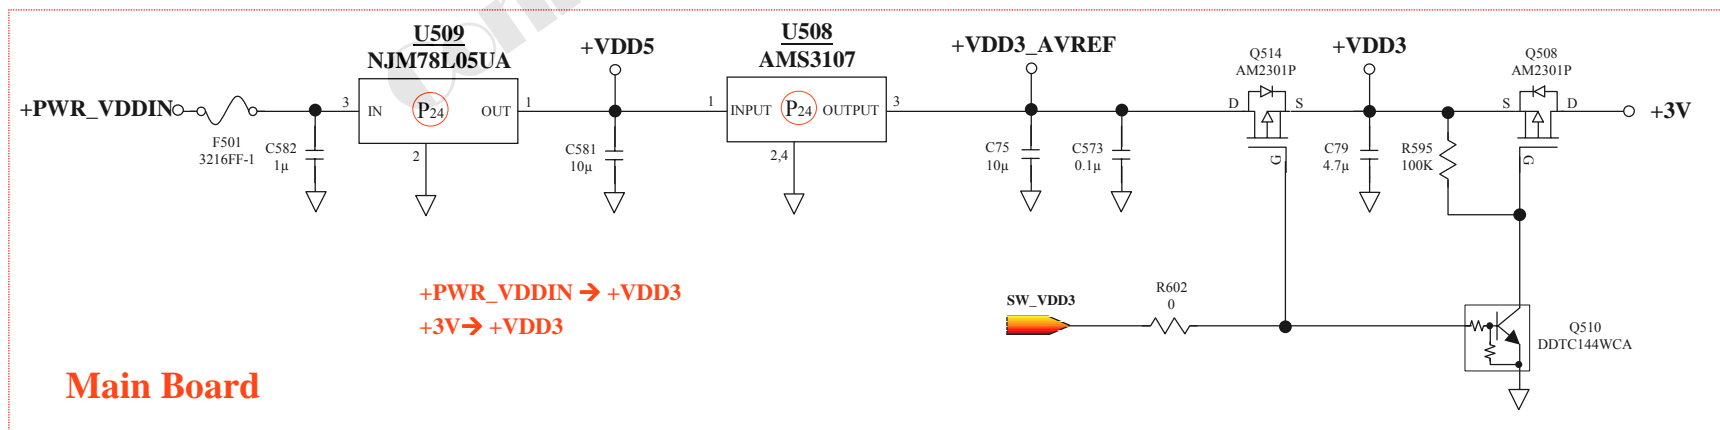 U509
NJM78L05UA
+VDD5
U508
AMS3107
+VDD3_AVREF
Q514
AM2301P
+VDD3
Q508
AM2301P
+PWR_VDDIN
F501
3216FF-1
C582
1µ
3
IN
P24
OUT
1
2
C581
10µ
1
INPUT
P24
OUTPUT
3
2,4
C75
10µ
C573
0.1µ
D
S
G
C79
4.7µ
R595
100K
S
D
G
+3V
+PWR_VDDIN ➔ +VDD3
+3V➔ +VDD3
SW_VDD3
R602
0
Q510
DDTC144WCA
Main Board